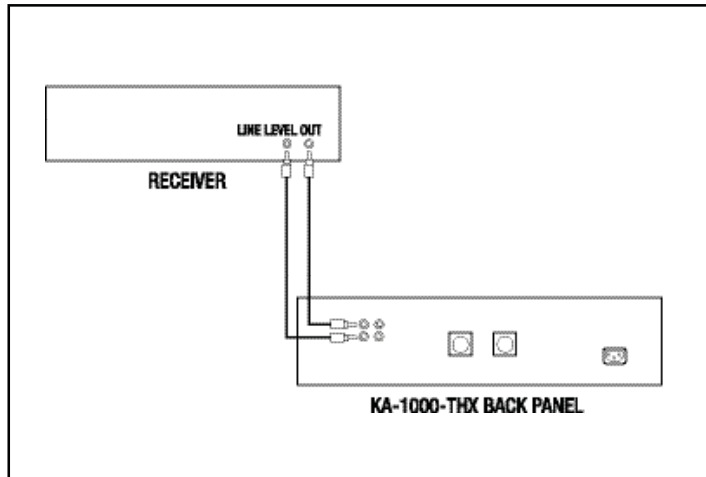 LINE LEVEL OUT
RECEIVER
KA-1000-THX BACK PANEL